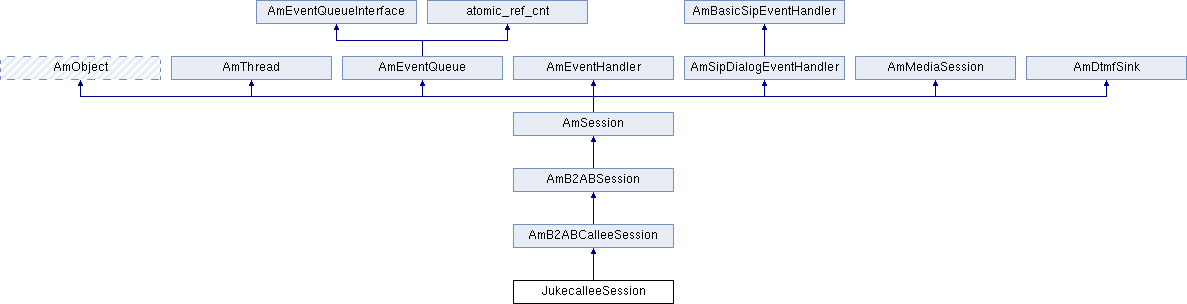 AmEventQueueInterface
atomic_ref_cnt
AmBasicSipEventHandler
AmObject
AmThread
AmEventQueue
AmEventHandler
AmSipDialogEventHandler
AmMediaSession
AmDtmfSink
AmSession
AmB2ABSession
AmB2ABCalleeSession
JukecalleeSession